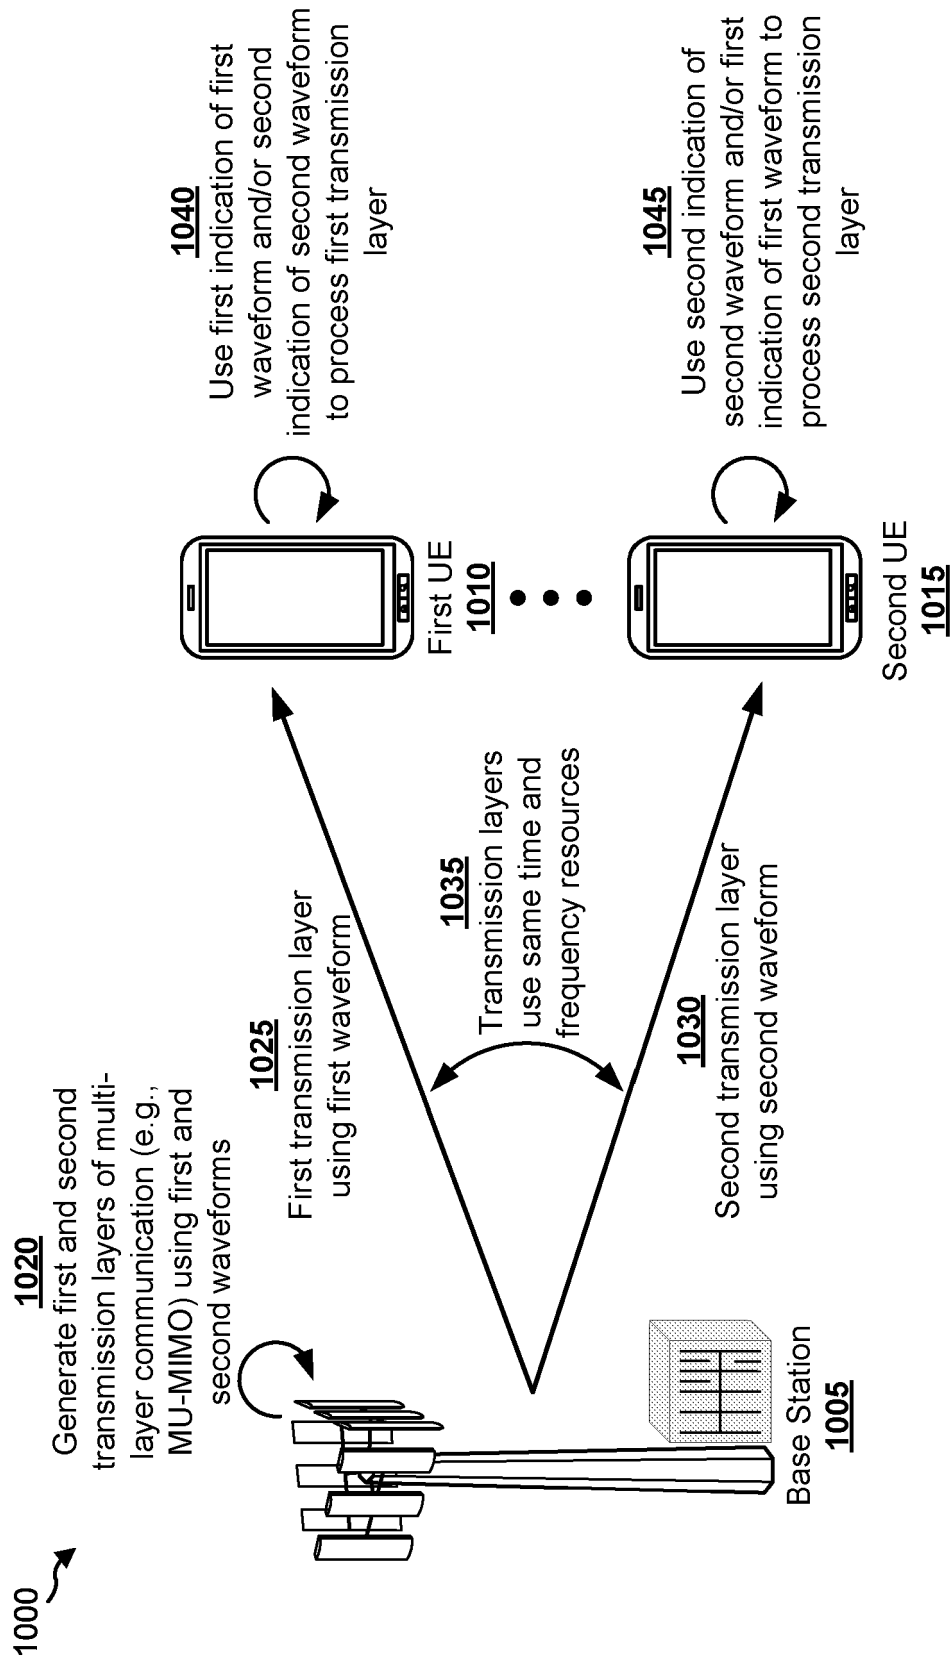 1000
1020
Generate first and second
transmission layers of multi-
layer communication (e.g.,
MU-MIMO) using first and
second waveforms
Base Station
1005
1025
First transmission layer
using first waveform
1035
Transmission layers
use same time and
frequency resources
1030
Second transmission layer
using second waveform
First UE
1010
Second UE
1015
1040
Use first indication of first
waveform and/or second
indication of second waveform
to process first transmission
layer
1045
Use second indication of
second waveform and/or first
indication of first waveform to
process second transmission
layer